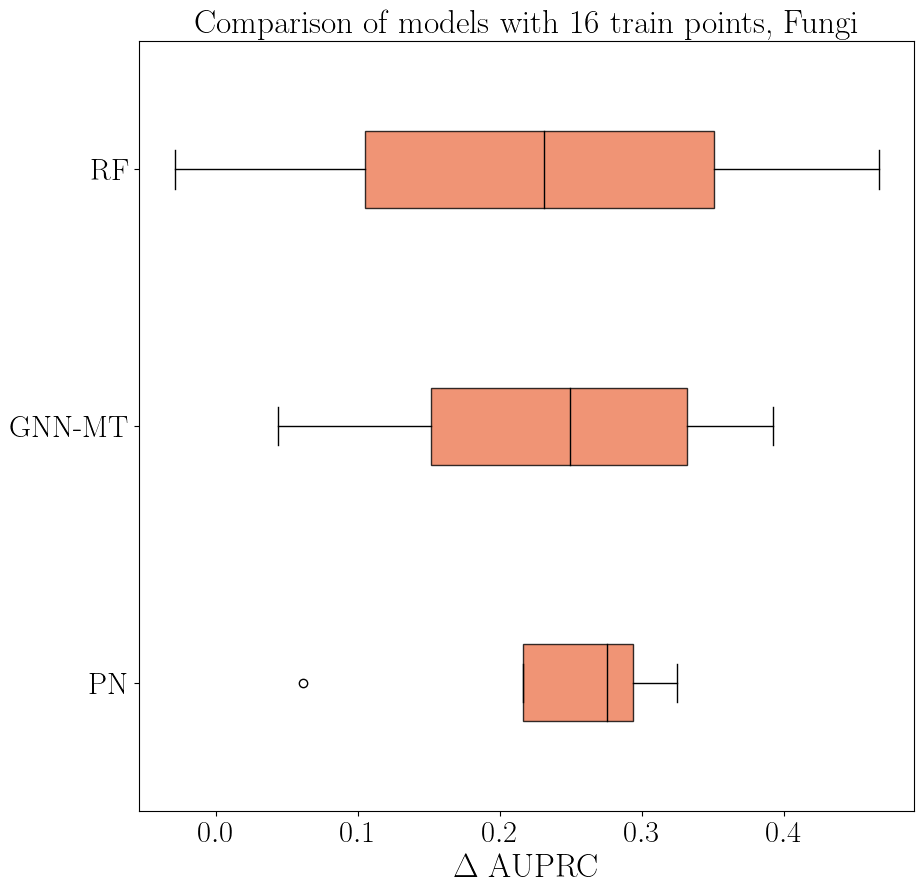 Comparison of models with 16 train points, Fungi
RF
GNN-MT
PN
0.0 0.1 0.2 0.3 0.4
Δ AUPRC